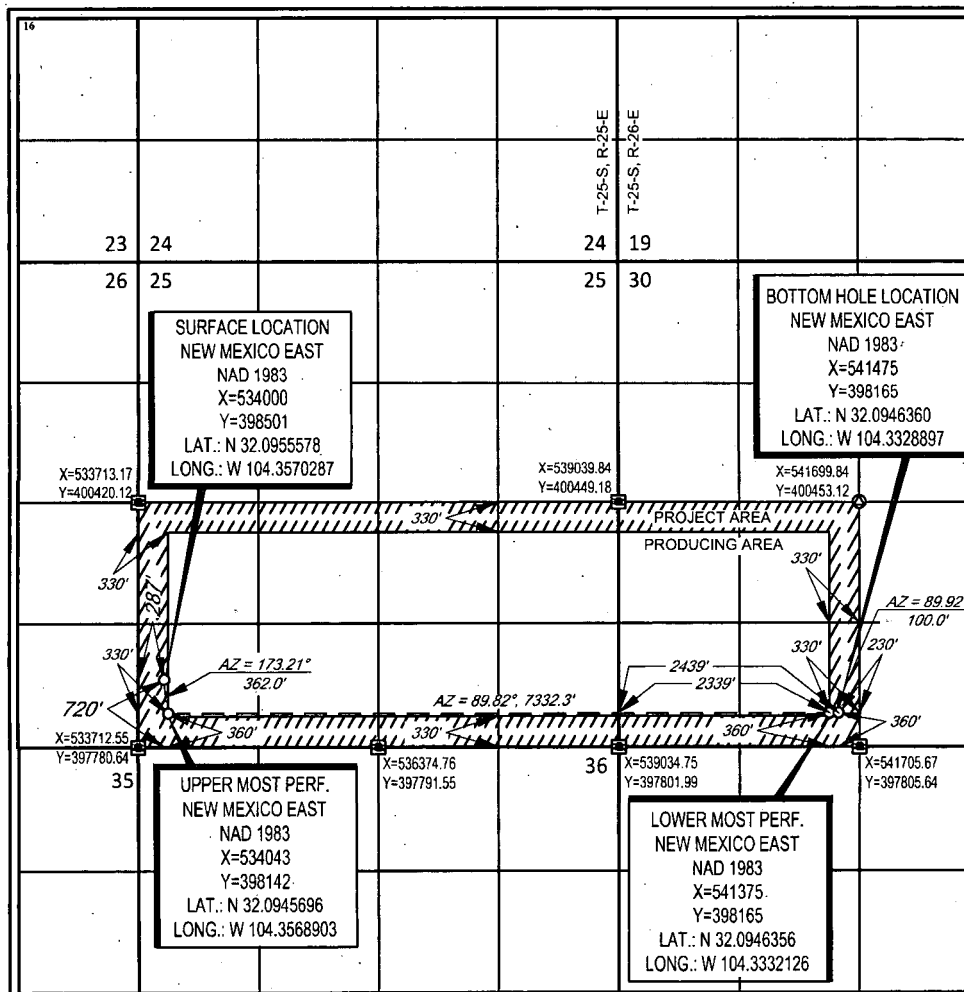 16
T-25-S, R-25-E
T-25-S, R-26-E
23 24
24 19
26 25
25 30
SURFACE LOCATION
NEW MEXICO EAST
NAD 1983
X=534000
Y=398501
LAT.: N 32.0955578
LONG.: W 104.3570287
BOTTOM HOLE LOCATION
NEW MEXICO EAST
NAD 1983
X=541475
Y=398165
LAT.: N 32.0946360
LONG.: W 104.3328897
X=533713.17
Y=400420.12
X=539039.84
Y=400449.18
X=541699.84
Y=400453.12
330'
PROJECT AREA
PRODUCING AREA
330'
330'
287'
AZ = 89.92
100.0'
330'
AZ = 173.21°
362.0'
2439'
2339'
330'
230'
720'
AZ = 89.82°, 7332.3'
360'
330'
360'
360'
X=533712.55
Y=397780.64
35
X=536374.76
Y=397791.55
36
X=539034.75
Y=397801.99
X=541705.67
Y=397805.64
UPPER MOST PERF.
NEW MEXICO EAST
NAD 1983
X=534043
Y=398142
LAT.: N 32.0945696
LONG.: W 104.3568903
LOWER MOST PERF.
NEW MEXICO EAST
NAD 1983
X=541375
Y=398165
LAT.: N 32.0946356
LONG.: W 104.3332126